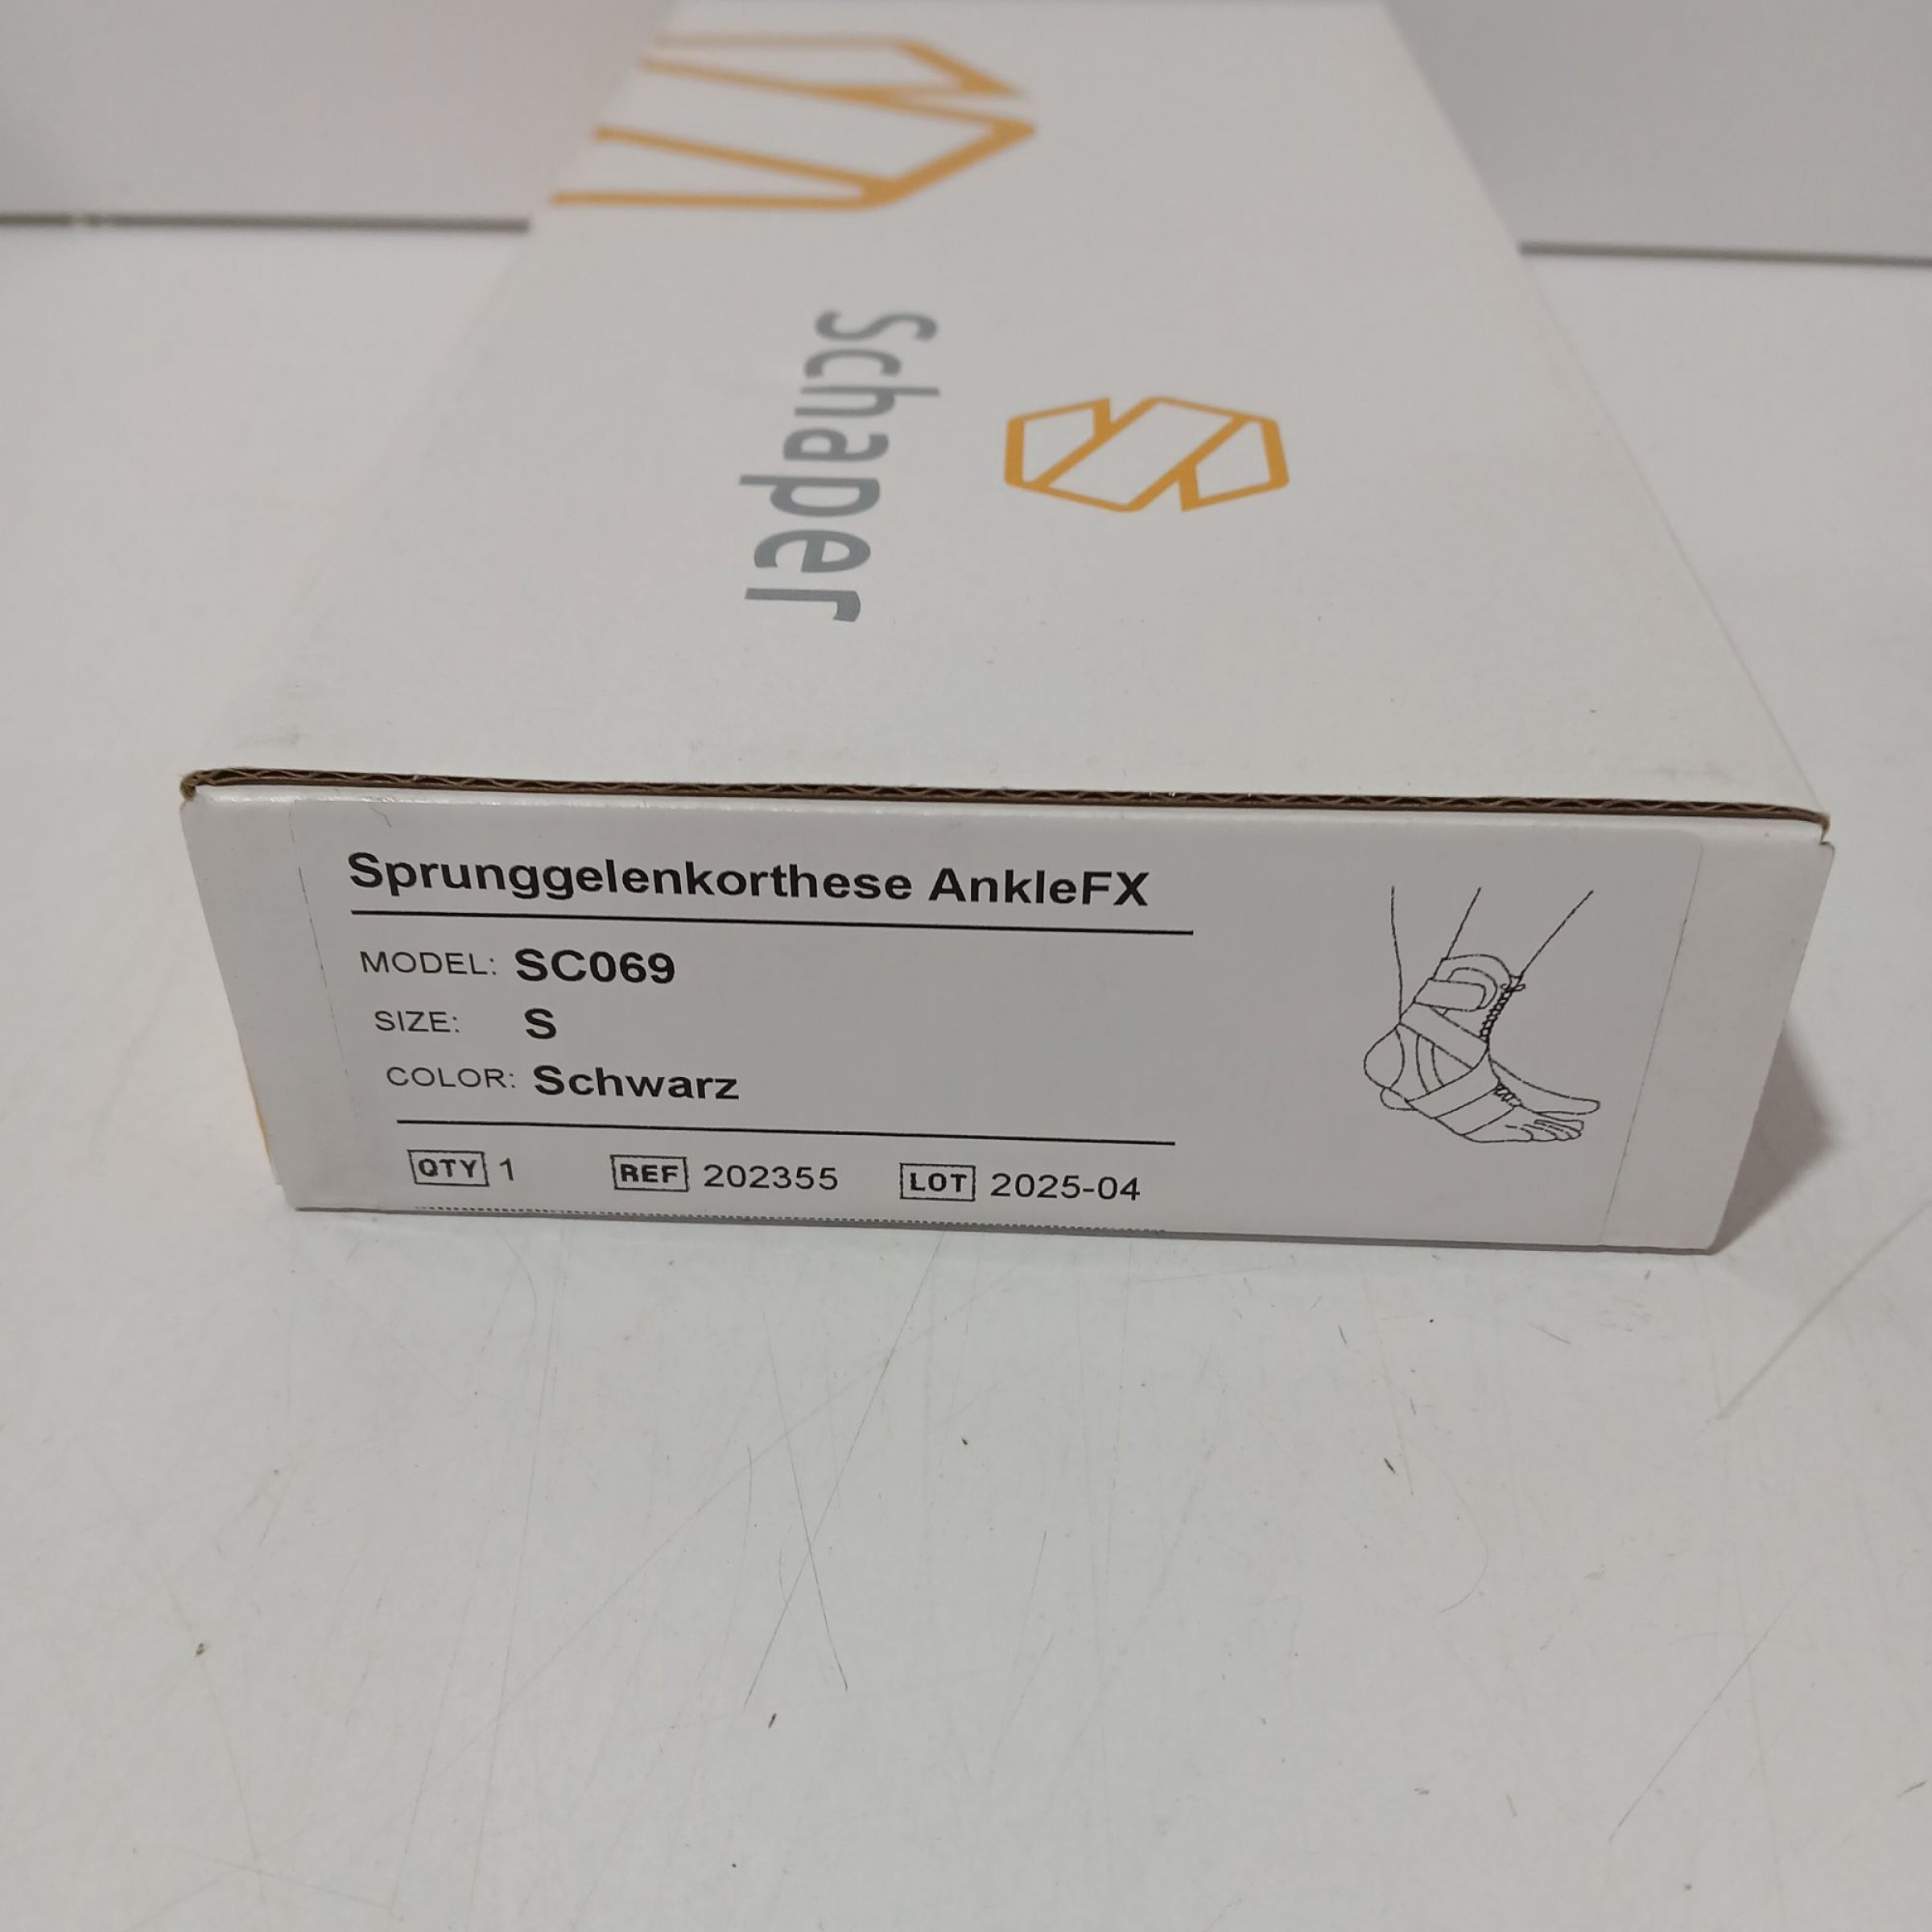 schaper
Sprunggelenkorthese AnkleFX
MODEL: SC069
SIZE: S
COLOR: Schwarz
QTY 1 REF 202355 LOT 2025-04